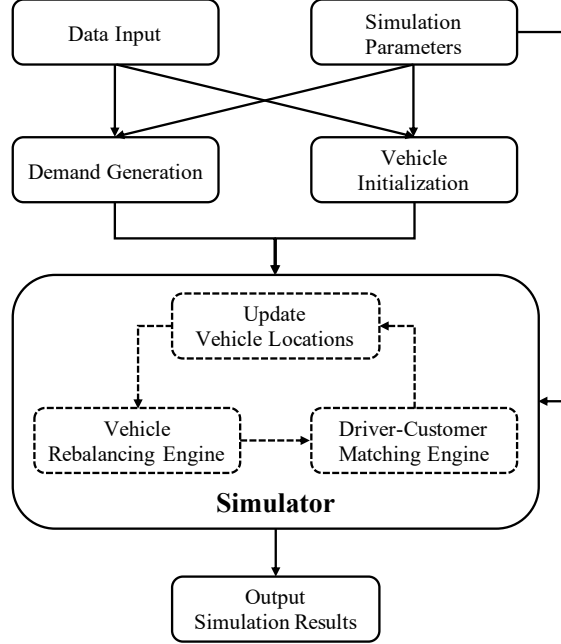 Data Input
Simulation
Parameters
Demand Generation
Vehicle
Initialization
Update
Vehicle Locations
Vehicle
Rebalancing Engine
Driver-Customer
Matching Engine
Simulator
Output
Simulation Results